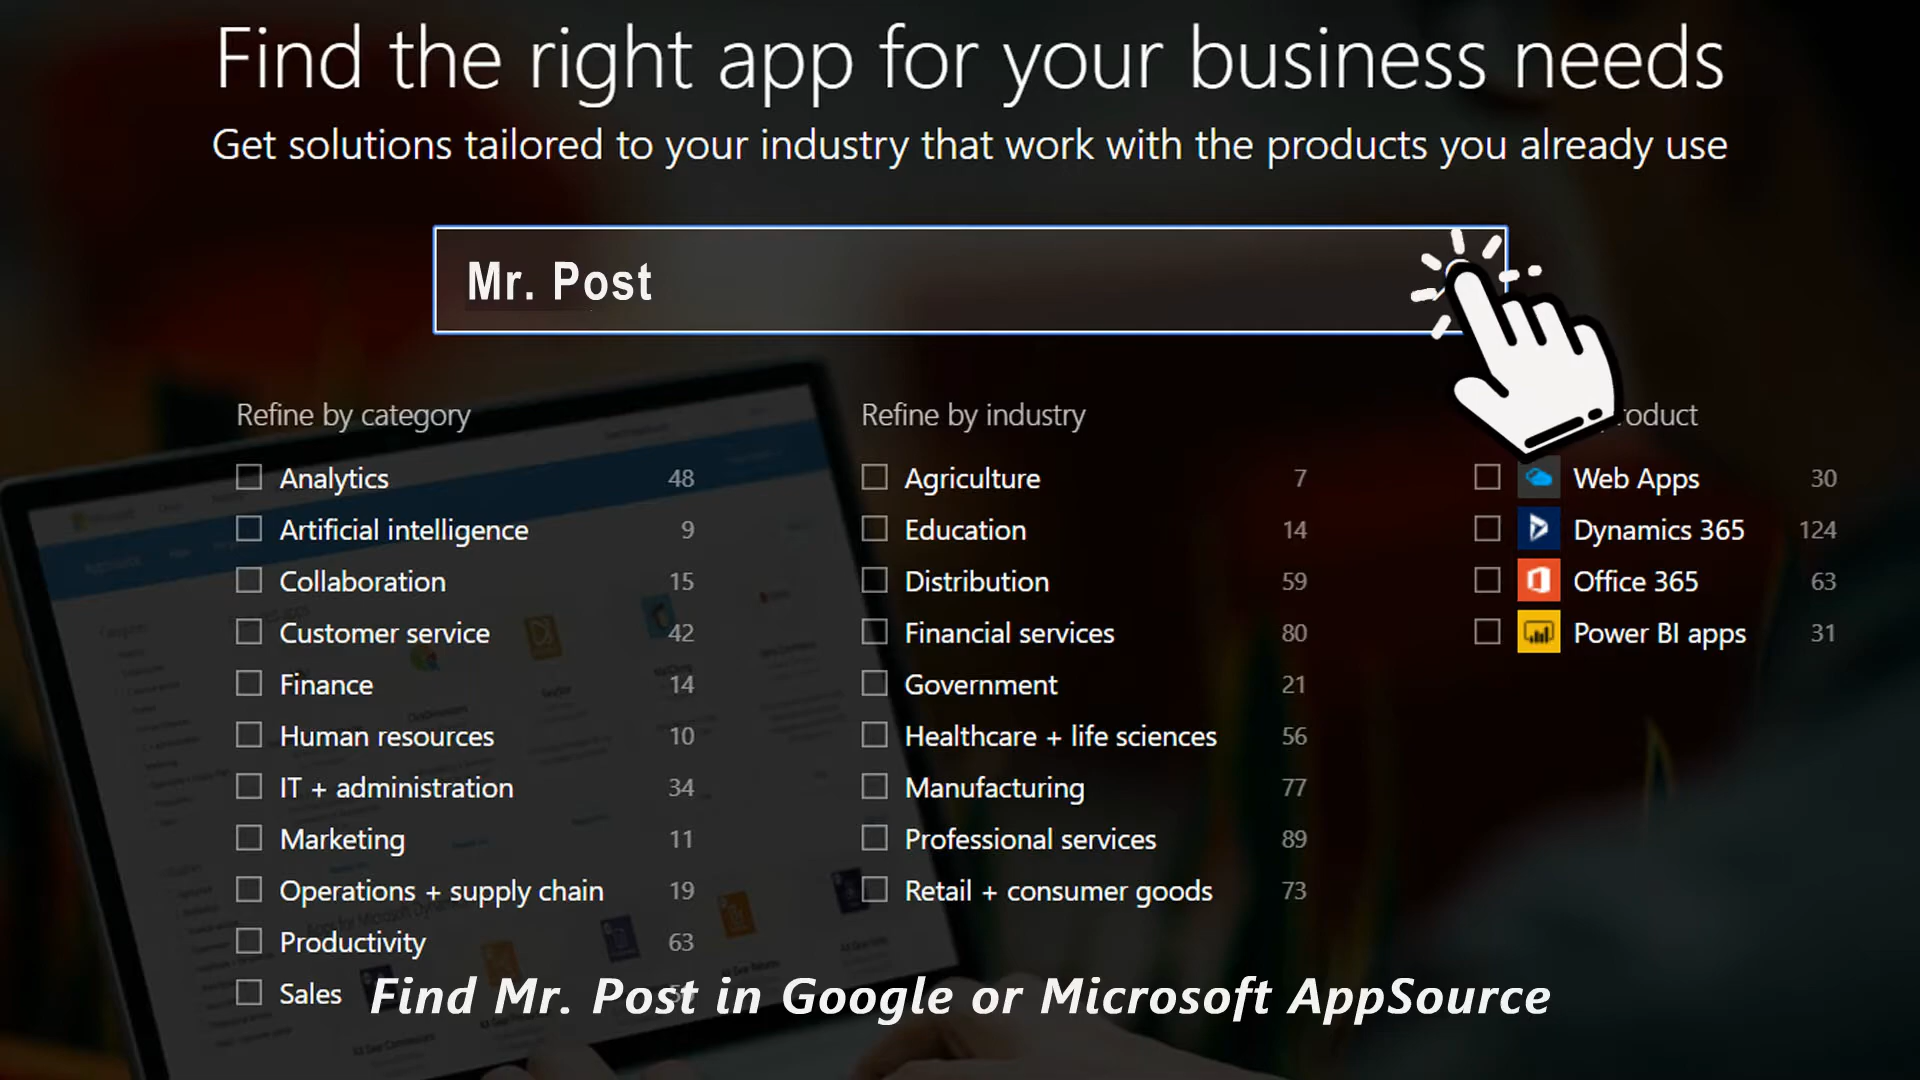 Find the right app for your business needs
Get solutions tailored to your industry that work with the products you already use
Mr. Post
Refine by category
Analytics 48
Artificial intelligence 9
Collaboration 15
Customer service 42
Finance 14
Human resources 10
IT + administration 34
Marketing 11
Operations + supply chain 19
Productivity 63
Sales
Refine by industry
Agriculture 7
Education 14
Distribution 59
Financial services 80
Government 21
Healthcare + life sciences 56
Manufacturing 77
Professional services 89
Retail + consumer goods 73
Web Apps 30
Dynamics 365 124
Office 365 63
Power BI apps 31
Find Mr. Post in Google or Microsoft AppSource